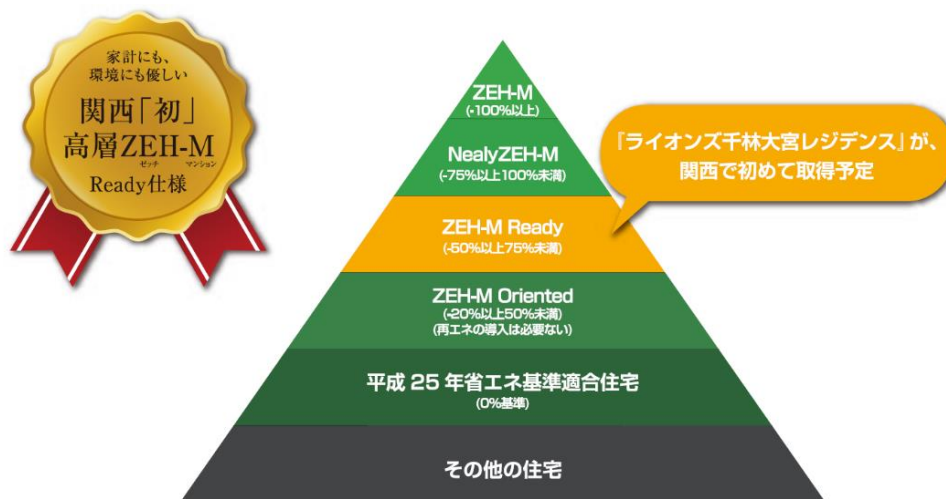 家計にも、
環境にも優しい
関西「初」
高層ZEH-M
ゼッチ マンション
Ready仕様
ZEH-M
(-100%以上)
NealyZEH-M
(-75%以上100%未満)
ZEH-M Ready
(-50%以上75%未満)
ZEH-M Oriented
(-20%以上50%未満)
(再エネの導入は必要ない)
平成25年省エネ基準適合住宅
(0%基準)
その他の住宅
『ライオンズ千林大宮レジデンス』が、
関西で初めて取得予定